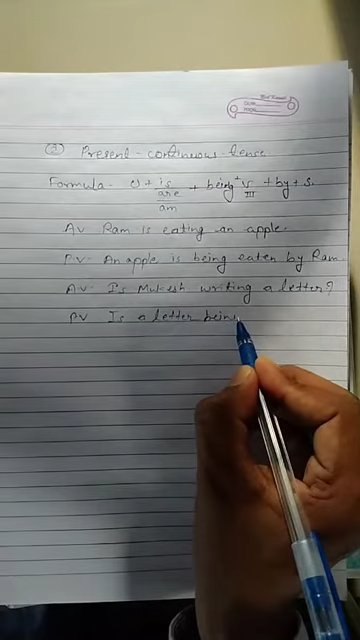 ② Present-continuous tense
Formula - O + is + being + V + by + S.
are III
am
AV Ram is eating an apple.
PV - An apple is being eaten by Ram.
AV - Is Mukesh writing a letter?
PV Is a letter being